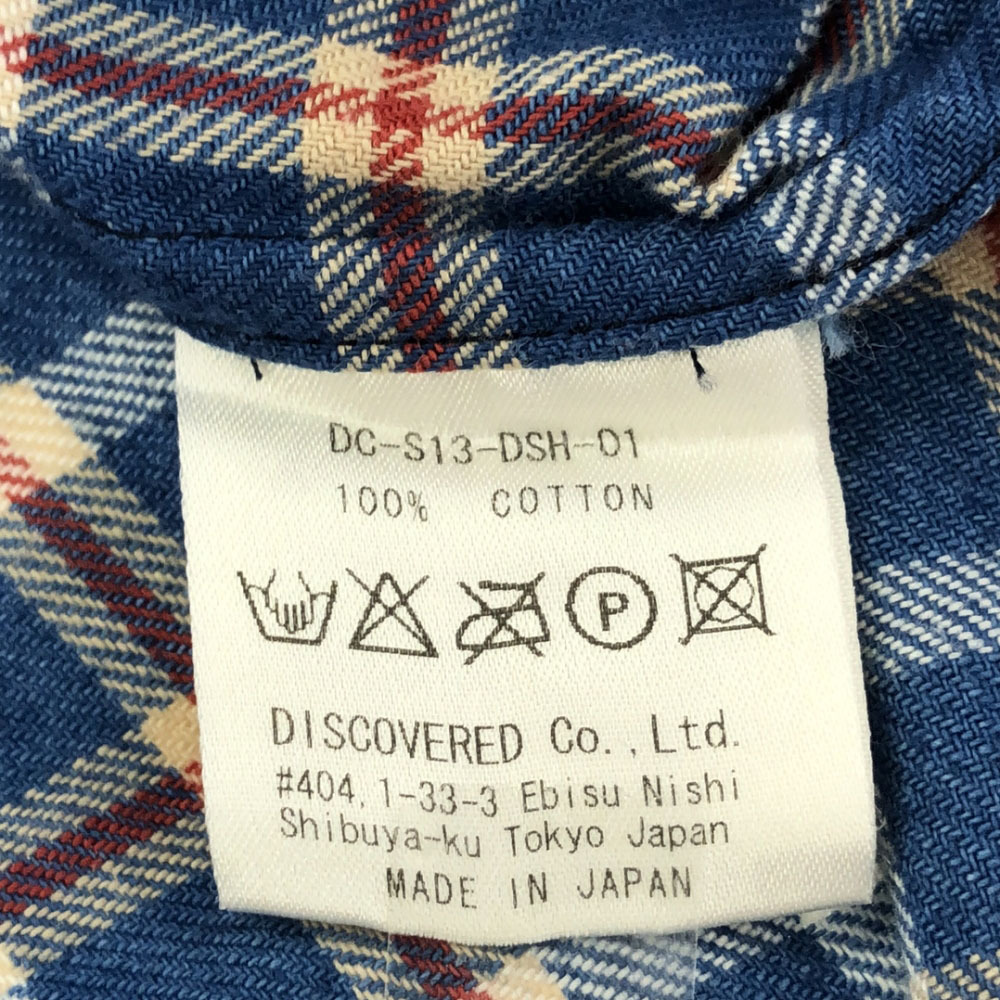 DC-S13-DSH-01
100% COTTON
P
DISCOVERED Co.,Ltd.
#404,1-33-3 Ebisu Nishi
Shibuya-ku Tokyo Japan
MADE IN JAPAN